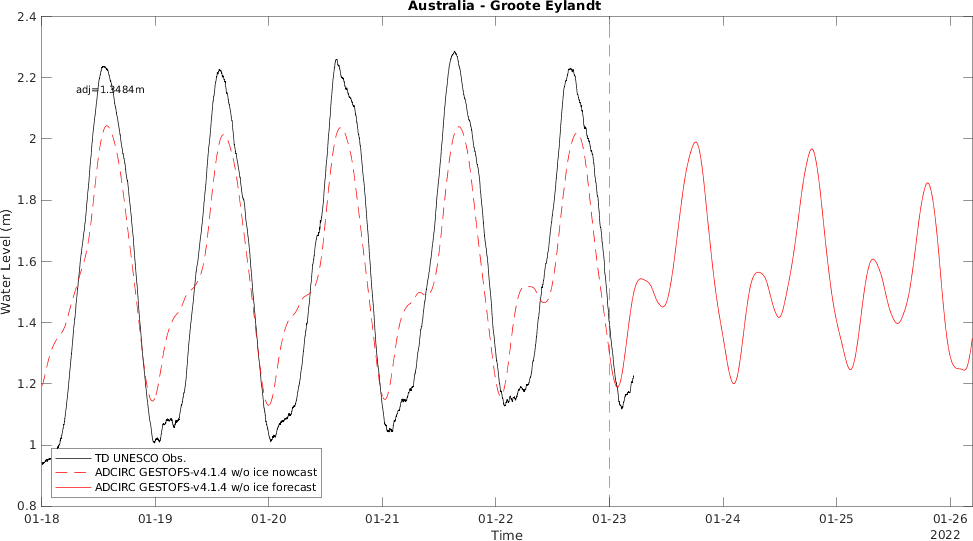 Australia - Groote Eylandt
2.4
2.2
2
1.8
1.6
1.4
1.2
1
0.8
Water Level (m)
adj=1.3484m
TD UNESCO Obs.
ADCIRC GESTOFS-v4.1.4 w/o ice nowcast
ADCIRC GESTOFS-v4.1.4 w/o ice forecast
01-18 01-19 01-20 01-21 01-22 01-23 01-24 01-25 01-26
Time
2022